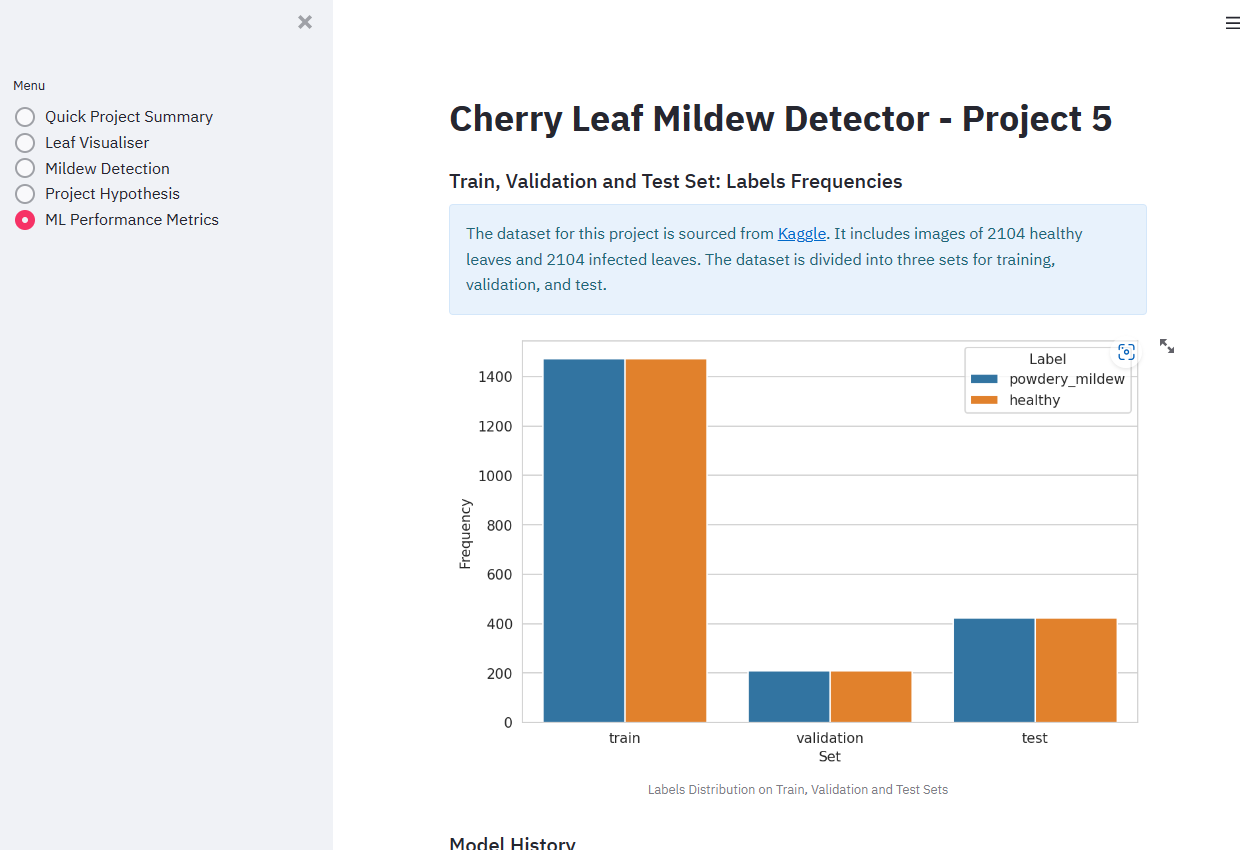 Menu
Quick Project Summary
Leaf Visualiser
Mildew Detection
Project Hypothesis
ML Performance Metrics
Cherry Leaf Mildew Detector - Project 5
Train, Validation and Test Set: Labels Frequencies
The dataset for this project is sourced from Kaggle. It includes images of 2104 healthy
leaves and 2104 infected leaves. The dataset is divided into three sets for training,
validation, and test.
Label
powdery_mildew
healthy
Frequency
1400
1200
1000
800
600
400
200
0
train
validation
test
Set
Labels Distribution on Train, Validation and Test Sets
Model History